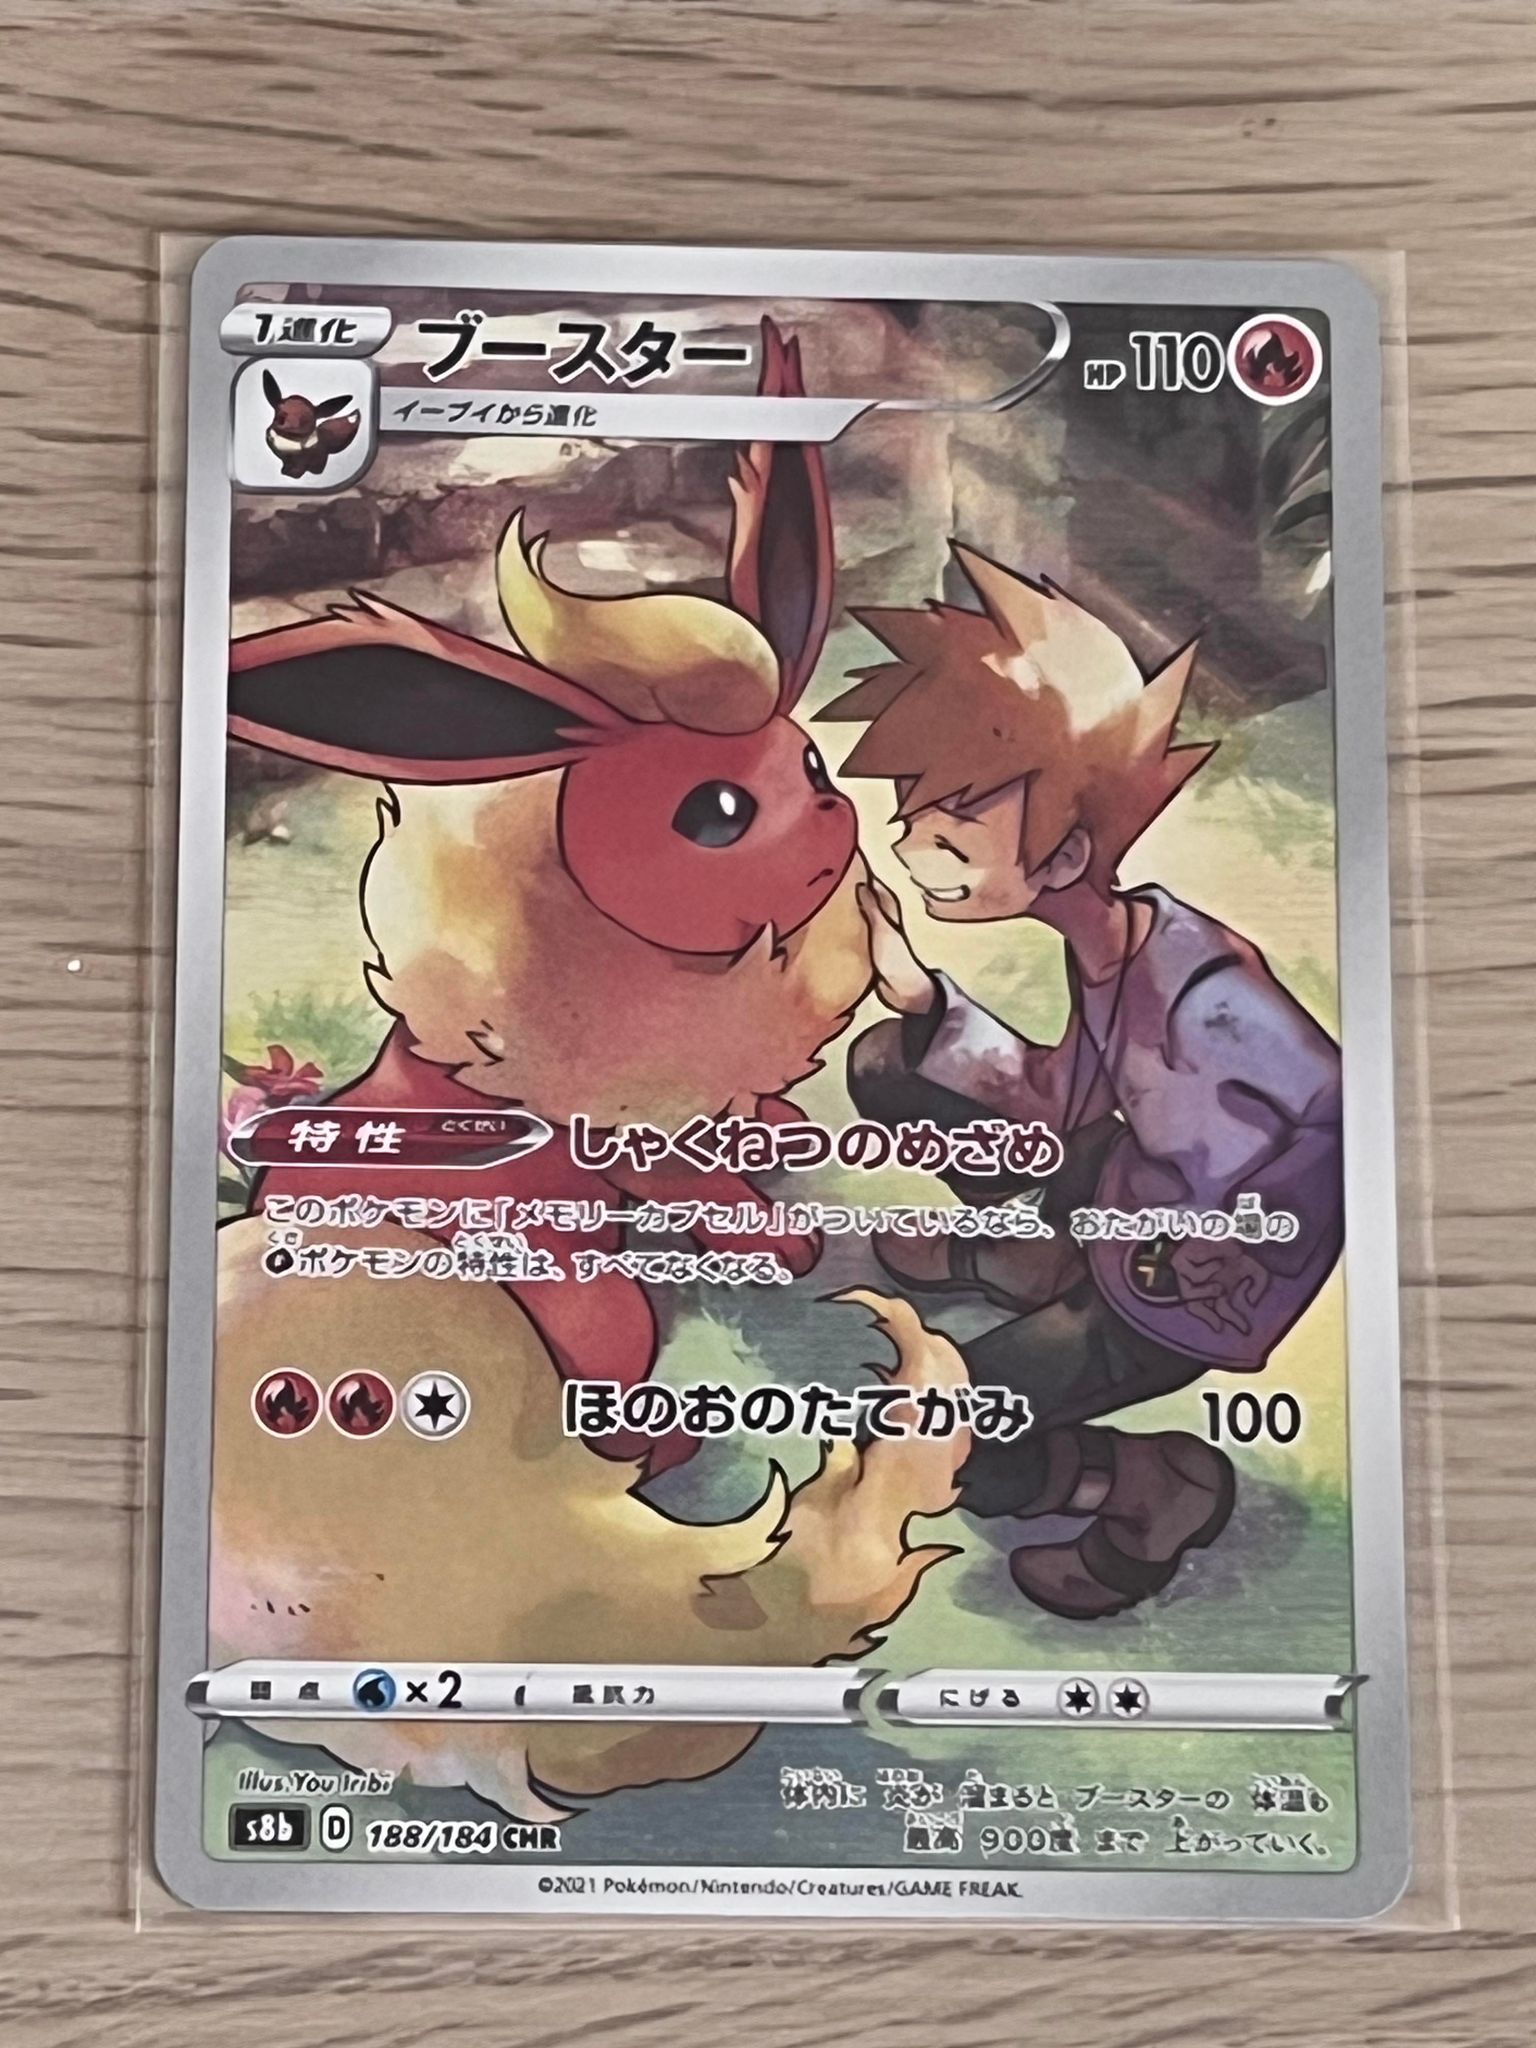 1進化
ブースター
HP 110
イーブイから進化
特性 とくせい
しゃくねつのめざめ
このポケモンに「メモリーカプセル」がついているなら、おたがいの場の
ポケモンの特性は、すべてなくなる。
ほのおのたてがみ 100
弱点 ×2 抵抗力 にげる
Illus. You Iribi
体内に 炎が 溜まると ブースターの 体温も
最高 900度 まで 上がっていく。
s8b D 188/184 CHR
©2021 Pokémon/Nintendo/Creatures/GAME FREAK.